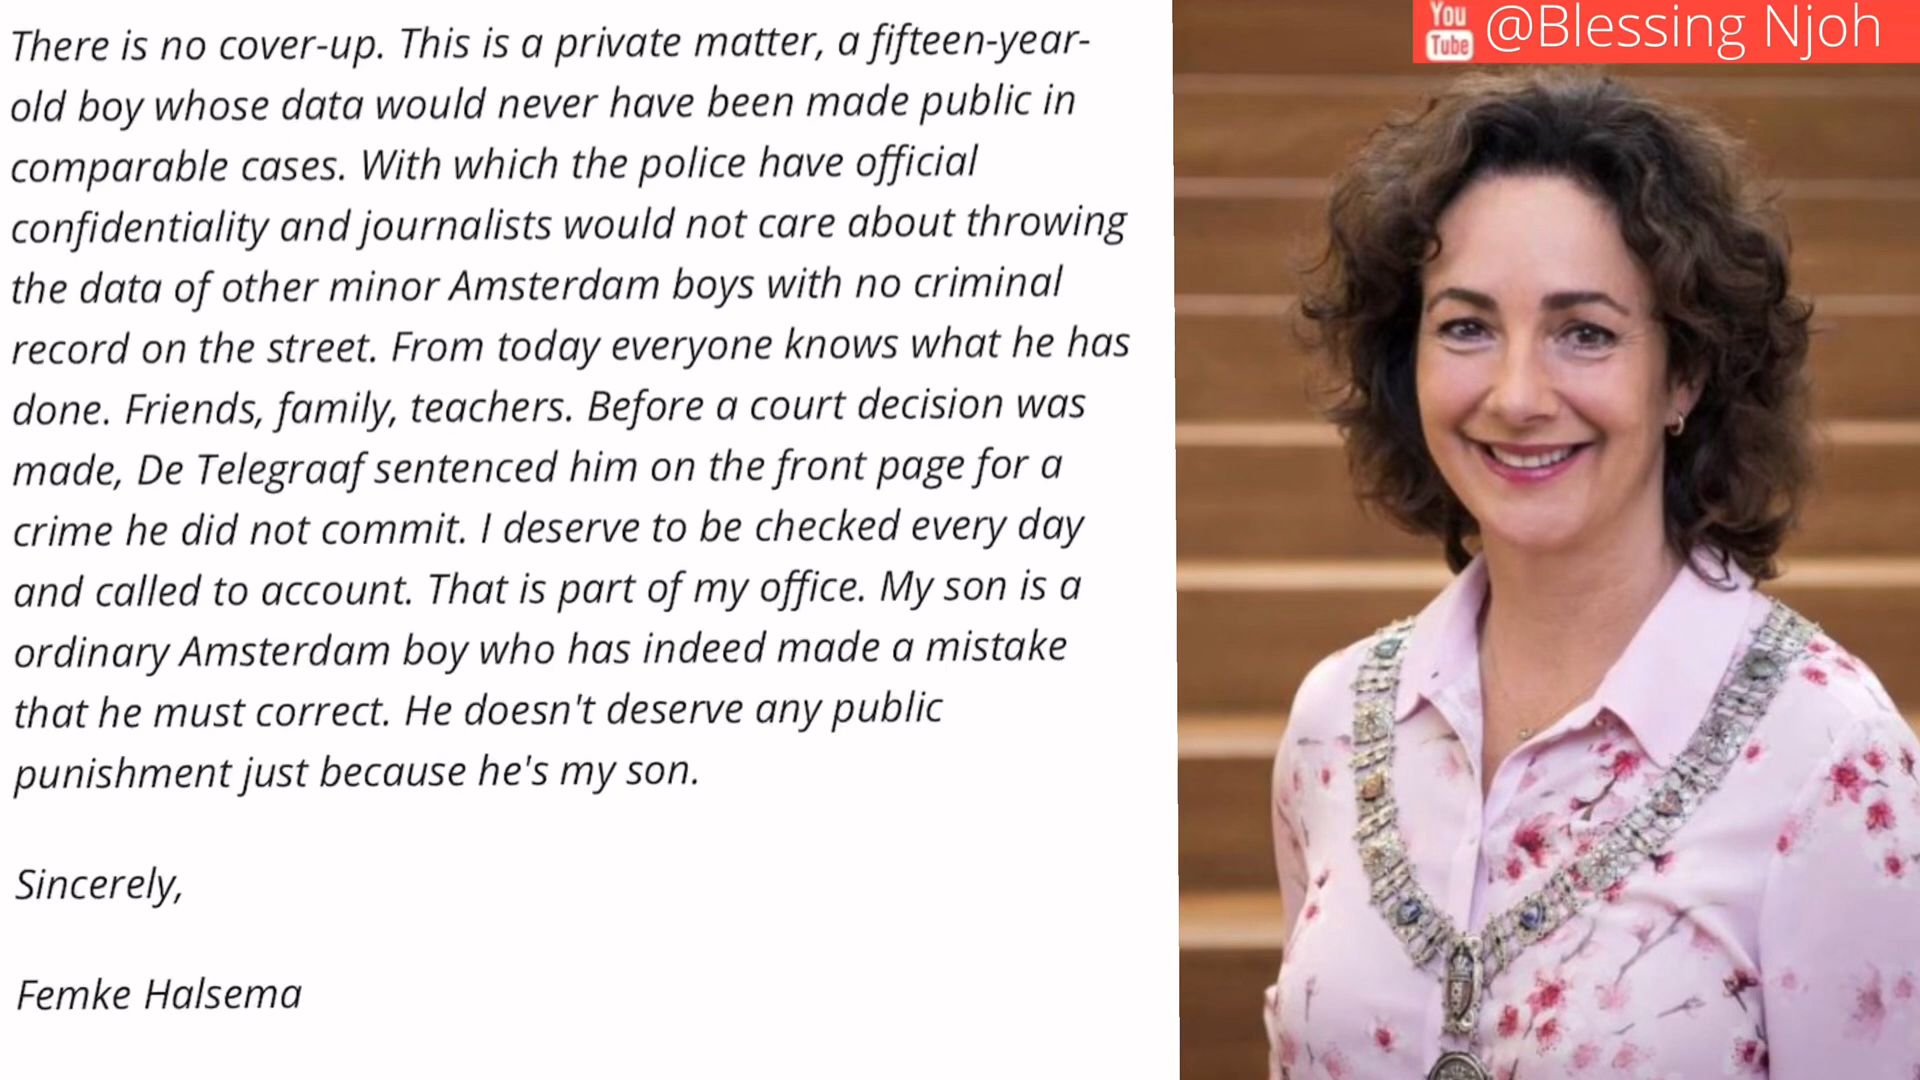 There is no cover-up. This is a private matter, a fifteen-year-
old boy whose data would never have been made public in
comparable cases. With which the police have official
confidentiality and journalists would not care about throwing
the data of other minor Amsterdam boys with no criminal
record on the street. From today everyone knows what he has
done. Friends, family, teachers. Before a court decision was
made, De Telegraaf sentenced him on the front page for a
crime he did not commit. I deserve to be checked every day
and called to account. That is part of my office. My son is a
ordinary Amsterdam boy who has indeed made a mistake
that he must correct. He doesn't deserve any public
punishment just because he's my son.
Sincerely,
Femke Halsema
You
Tube
@Blessing Njoh